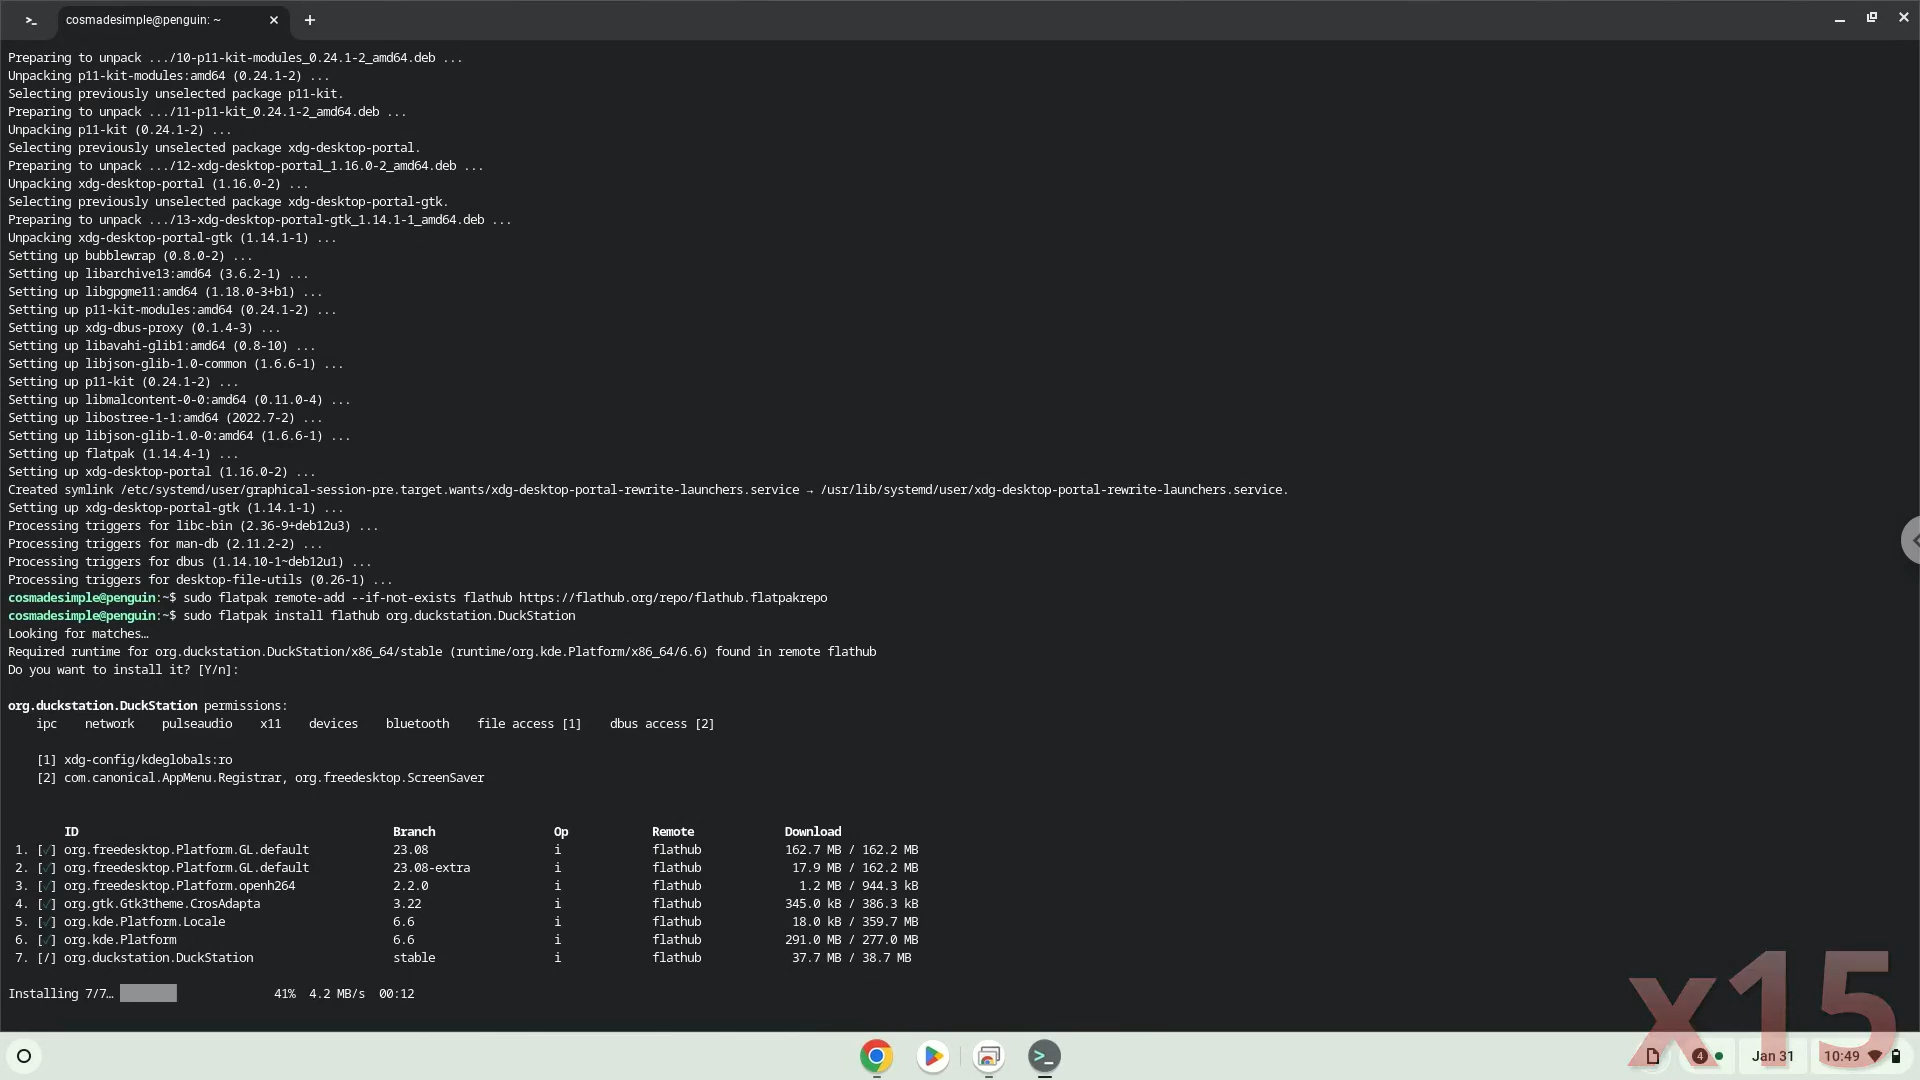 cosmadesimple@penguin: ~
Preparing to unpack .../10-p11-kit-modules_0.24.1-2_amd64.deb ...
Unpacking p11-kit-modules:amd64 (0.24.1-2) ...
Selecting previously unselected package p11-kit.
Preparing to unpack .../11-p11-kit_0.24.1-2_amd64.deb ...
Unpacking p11-kit (0.24.1-2) ...
Selecting previously unselected package xdg-desktop-portal.
Preparing to unpack .../12-xdg-desktop-portal_1.16.0-2_amd64.deb ...
Unpacking xdg-desktop-portal (1.16.0-2) ...
Selecting previously unselected package xdg-desktop-portal-gtk.
Preparing to unpack .../13-xdg-desktop-portal-gtk_1.14.1-1_amd64.deb ...
Unpacking xdg-desktop-portal-gtk (1.14.1-1) ...
Setting up bubblewrap (0.8.0-2) ...
Setting up libarchive13:amd64 (3.6.2-1) ...
Setting up libgpgme11:amd64 (1.18.0-3+b1) ...
Setting up p11-kit-modules:amd64 (0.24.1-2) ...
Setting up xdg-dbus-proxy (0.1.4-3) ...
Setting up libavahi-glib1:amd64 (0.8-10) ...
Setting up libjson-glib-1.0-common (1.6.6-1) ...
Setting up p11-kit (0.24.1-2) ...
Setting up libmalcontent-0-0:amd64 (0.11.0-4) ...
Setting up libostree-1-1:amd64 (2022.7-2) ...
Setting up libjson-glib-1.0-0:amd64 (1.6.6-1) ...
Setting up flatpak (1.14.4-1) ...
Setting up xdg-desktop-portal (1.16.0-2) ...
Created symlink /etc/systemd/user/graphical-session-pre.target.wants/xdg-desktop-portal-rewrite-launchers.service → /usr/lib/systemd/user/xdg-desktop-portal-rewrite-launchers.service.
Setting up xdg-desktop-portal-gtk (1.14.1-1) ...
Processing triggers for libc-bin (2.36-9+deb12u3) ...
Processing triggers for man-db (2.11.2-2) ...
Processing triggers for dbus (1.14.10-1~deb12u1) ...
Processing triggers for desktop-file-utils (0.26-1) ...
cosmadesimple@penguin:~$ sudo flatpak remote-add --if-not-exists flathub https://flathub.org/repo/flathub.flatpakrepo
cosmadesimple@penguin:~$ sudo flatpak install flathub org.duckstation.DuckStation
Looking for matches…
Required runtime for org.duckstation.DuckStation/x86_64/stable (runtime/org.kde.Platform/x86_64/6.6) found in remote flathub
Do you want to install it? [Y/n]:
org.duckstation.DuckStation permissions:
ipc network pulseaudio x11 devices bluetooth file access [1] dbus access [2]
[1] xdg-config/kdeglobals:ro
[2] com.canonical.AppMenu.Registrar, org.freedesktop.ScreenSaver
ID Branch Op Remote Download
1. [✓] org.freedesktop.Platform.GL.default 23.08 i flathub 162.7 MB / 162.2 MB
2. [✓] org.freedesktop.Platform.GL.default 23.08-extra i flathub 17.9 MB / 162.2 MB
3. [✓] org.freedesktop.Platform.openh264 2.2.0 i flathub 1.2 MB / 944.3 kB
4. [✓] org.gtk.Gtk3theme.CrosAdapta 3.22 i flathub 345.0 kB / 386.3 kB
5. [✓] org.kde.Platform.Locale 6.6 i flathub 18.0 kB / 359.7 MB
6. [✓] org.kde.Platform 6.6 i flathub 291.0 MB / 277.0 MB
7. [/] org.duckstation.DuckStation stable i flathub 37.7 MB / 38.7 MB
Installing 7/7… 41% 4.2 MB/s 00:12
x15
4 Jan 31 10:49